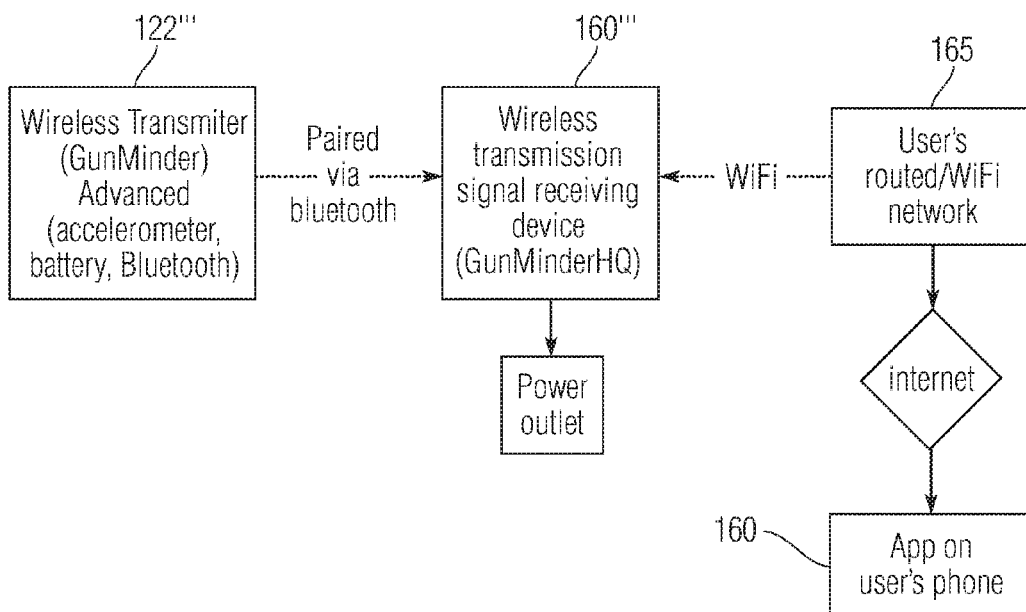 122'''
Wireless Transmiter
(GunMinder)
Advanced
(accelerometer,
battery, Bluetooth)
Paired
via
bluetooth
160'''
Wireless
transmission
signal receiving
device
(GunMinderHQ)
Power
outlet
WiFi
165
User's
routed/WiFi
network
internet
160
App on
user's phone